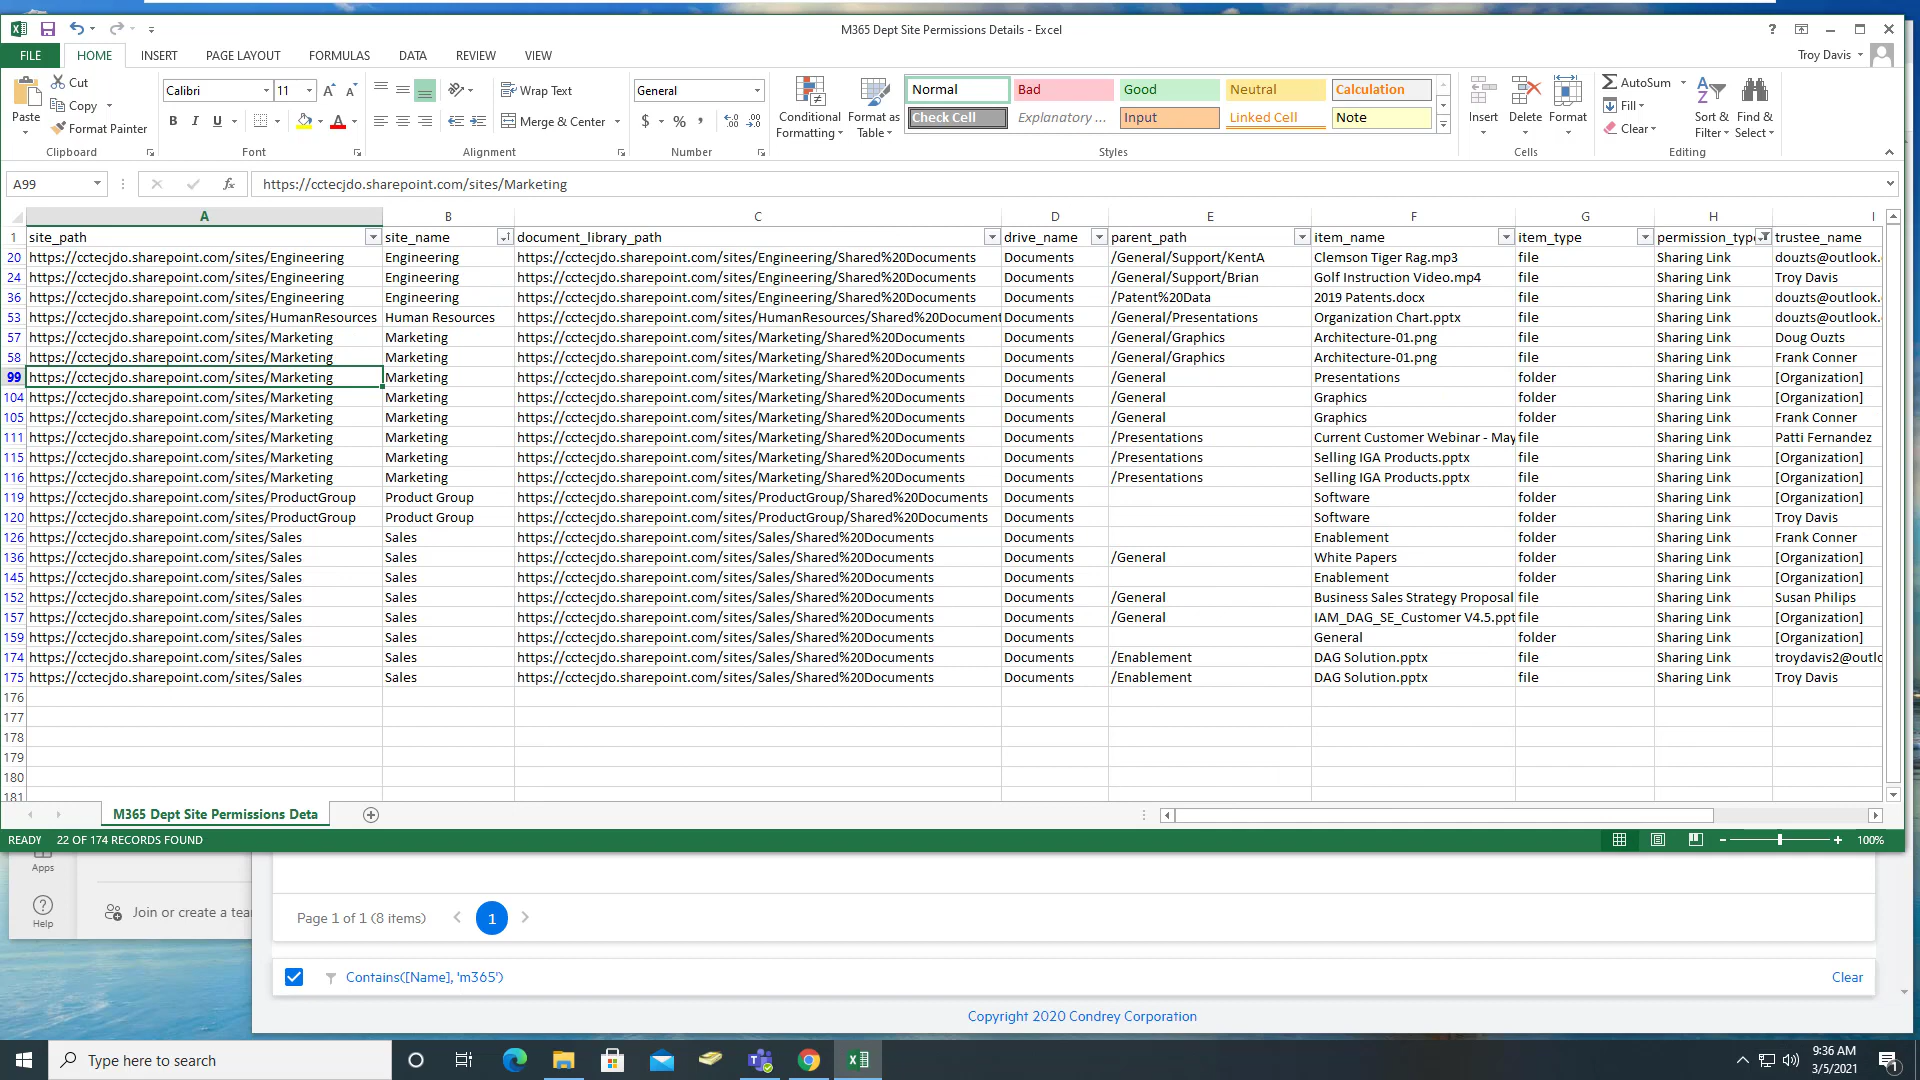 M365 Dept Site Permissions Details - Excel
FILE HOME INSERT PAGE LAYOUT FORMULAS DATA REVIEW VIEW
Troy Davis
Paste
Cut
Copy
Format Painter
Clipboard
Calibri 11
B I U
Font
Wrap Text
Merge & Center
Alignment
General
$ % ,
Number
Conditional Formatting
Format as Table
Normal Bad Good Neutral Calculation
Check Cell Explanatory ... Input Linked Cell Note
Styles
Insert Delete Format
Cells
AutoSum
Fill
Clear
Sort & Filter
Find & Select
Editing
A99 fx https://cctecjdo.sharepoint.com/sites/Marketing
A B C D E F G H I
1 site_path site_name document_library_path drive_name parent_path item_name item_type permission_type trustee_name
20 https://cctecjdo.sharepoint.com/sites/Engineering Engineering https://cctecjdo.sharepoint.com/sites/Engineering/Shared%20Documents Documents /General/Support/KentA Clemson Tiger Rag.mp3 file Sharing Link douzts@outlook.
24 https://cctecjdo.sharepoint.com/sites/Engineering Engineering https://cctecjdo.sharepoint.com/sites/Engineering/Shared%20Documents Documents /General/Support/Brian Golf Instruction Video.mp4 file Sharing Link Troy Davis
36 https://cctecjdo.sharepoint.com/sites/Engineering Engineering https://cctecjdo.sharepoint.com/sites/Engineering/Shared%20Documents Documents /Patent%20Data 2019 Patents.docx file Sharing Link douzts@outlook.
53 https://cctecjdo.sharepoint.com/sites/HumanResources Human Resources https://cctecjdo.sharepoint.com/sites/HumanResources/Shared%20Document Documents /General/Presentations Organization Chart.pptx file Sharing Link douzts@outlook.
57 https://cctecjdo.sharepoint.com/sites/Marketing Marketing https://cctecjdo.sharepoint.com/sites/Marketing/Shared%20Documents Documents /General/Graphics Architecture-01.png file Sharing Link Doug Ouzts
58 https://cctecjdo.sharepoint.com/sites/Marketing Marketing https://cctecjdo.sharepoint.com/sites/Marketing/Shared%20Documents Documents /General/Graphics Architecture-01.png file Sharing Link Frank Conner
99 https://cctecjdo.sharepoint.com/sites/Marketing Marketing https://cctecjdo.sharepoint.com/sites/Marketing/Shared%20Documents Documents /General Presentations folder Sharing Link [Organization]
104 https://cctecjdo.sharepoint.com/sites/Marketing Marketing https://cctecjdo.sharepoint.com/sites/Marketing/Shared%20Documents Documents /General Graphics folder Sharing Link [Organization]
105 https://cctecjdo.sharepoint.com/sites/Marketing Marketing https://cctecjdo.sharepoint.com/sites/Marketing/Shared%20Documents Documents /General Graphics folder Sharing Link Frank Conner
111 https://cctecjdo.sharepoint.com/sites/Marketing Marketing https://cctecjdo.sharepoint.com/sites/Marketing/Shared%20Documents Documents /Presentations Current Customer Webinar - May file Sharing Link Patti Fernandez
115 https://cctecjdo.sharepoint.com/sites/Marketing Marketing https://cctecjdo.sharepoint.com/sites/Marketing/Shared%20Documents Documents /Presentations Selling IGA Products.pptx file Sharing Link [Organization]
116 https://cctecjdo.sharepoint.com/sites/Marketing Marketing https://cctecjdo.sharepoint.com/sites/Marketing/Shared%20Documents Documents /Presentations Selling IGA Products.pptx file Sharing Link [Organization]
119 https://cctecjdo.sharepoint.com/sites/ProductGroup Product Group https://cctecjdo.sharepoint.com/sites/ProductGroup/Shared%20Documents Documents Software folder Sharing Link [Organization]
120 https://cctecjdo.sharepoint.com/sites/ProductGroup Product Group https://cctecjdo.sharepoint.com/sites/ProductGroup/Shared%20Documents Documents Software folder Sharing Link Troy Davis
126 https://cctecjdo.sharepoint.com/sites/Sales Sales https://cctecjdo.sharepoint.com/sites/Sales/Shared%20Documents Documents Enablement folder Sharing Link Frank Conner
136 https://cctecjdo.sharepoint.com/sites/Sales Sales https://cctecjdo.sharepoint.com/sites/Sales/Shared%20Documents Documents /General White Papers folder Sharing Link [Organization]
145 https://cctecjdo.sharepoint.com/sites/Sales Sales https://cctecjdo.sharepoint.com/sites/Sales/Shared%20Documents Documents Enablement folder Sharing Link [Organization]
152 https://cctecjdo.sharepoint.com/sites/Sales Sales https://cctecjdo.sharepoint.com/sites/Sales/Shared%20Documents Documents /General Business Sales Strategy Proposal file Sharing Link Susan Philips
157 https://cctecjdo.sharepoint.com/sites/Sales Sales https://cctecjdo.sharepoint.com/sites/Sales/Shared%20Documents Documents /General IAM_DAG_SE_Customer V4.5.ppt file Sharing Link [Organization]
159 https://cctecjdo.sharepoint.com/sites/Sales Sales https://cctecjdo.sharepoint.com/sites/Sales/Shared%20Documents Documents General folder Sharing Link [Organization]
174 https://cctecjdo.sharepoint.com/sites/Sales Sales https://cctecjdo.sharepoint.com/sites/Sales/Shared%20Documents Documents /Enablement DAG Solution.pptx file Sharing Link troydavis2@outlo
175 https://cctecjdo.sharepoint.com/sites/Sales Sales https://cctecjdo.sharepoint.com/sites/Sales/Shared%20Documents Documents /Enablement DAG Solution.pptx file Sharing Link Troy Davis
176
177
178
179
180
181
M365 Dept Site Permissions Deta
READY 22 OF 174 RECORDS FOUND 100%
Apps
Help
Join or create a tea
Page 1 of 1 (8 items) 1
Contains([Name], 'm365') Clear
Copyright 2020 Condrey Corporation
Type here to search
9:36 AM
3/5/2021
1